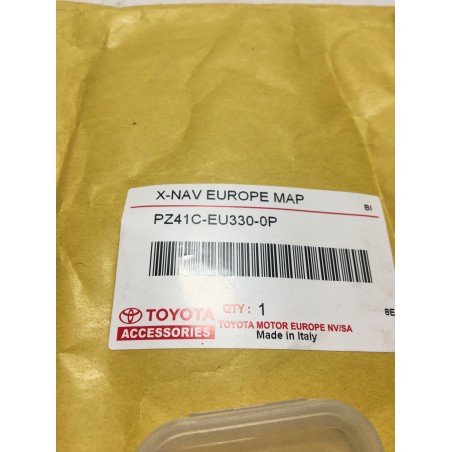 X-NAV EUROPE MAP
BI
PZ41C-EU330-0P
TOYOTA
ACCESSORIES
QTY: 1
8E
TOYOTA MOTOR EUROPE NV/SA
Made in Italy